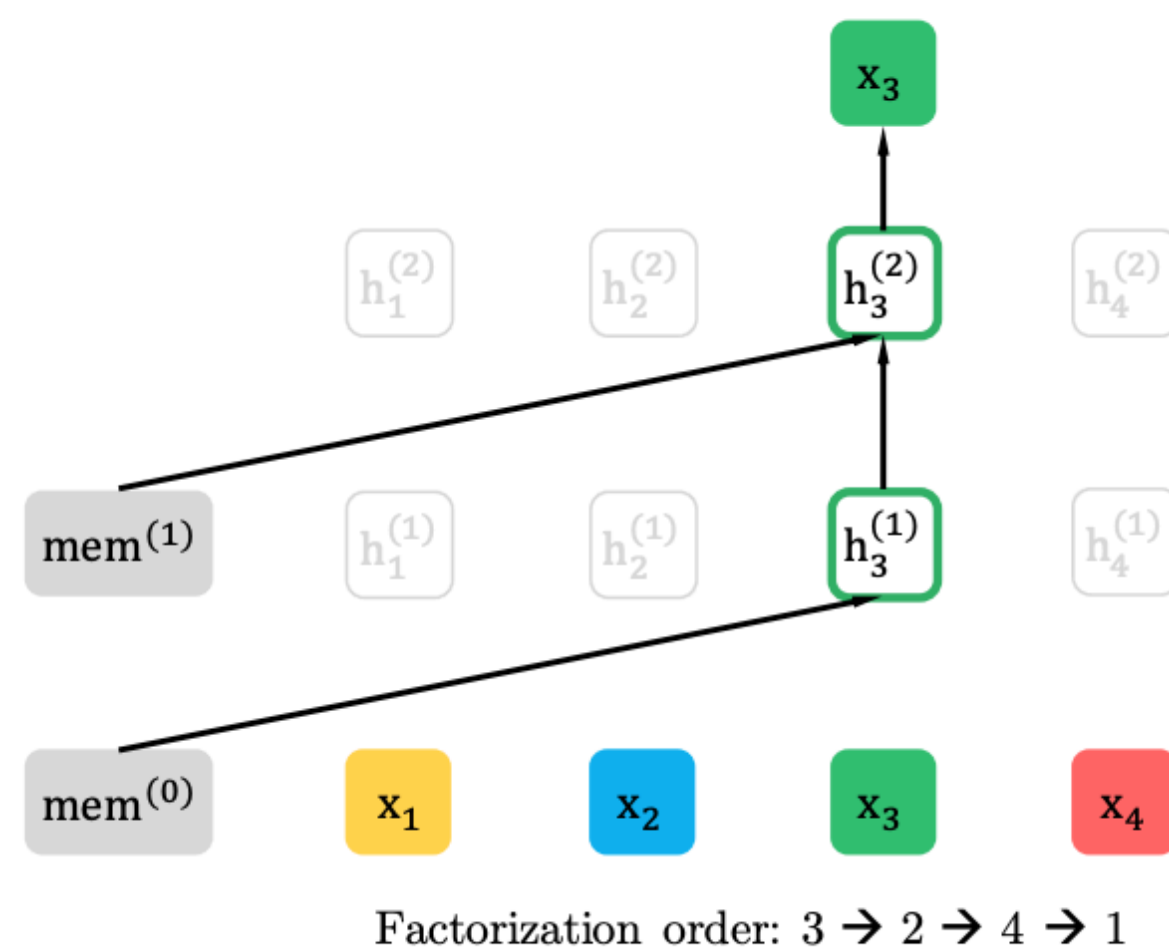 x₃
h₁⁽²⁾ h₂⁽²⁾ h₃⁽²⁾ h₄⁽²⁾
mem⁽¹⁾ h₁⁽¹⁾ h₂⁽¹⁾ h₃⁽¹⁾ h₄⁽¹⁾
mem⁽⁰⁾ x₁ x₂ x₃ x₄
Factorization order: 3 → 2 → 4 → 1